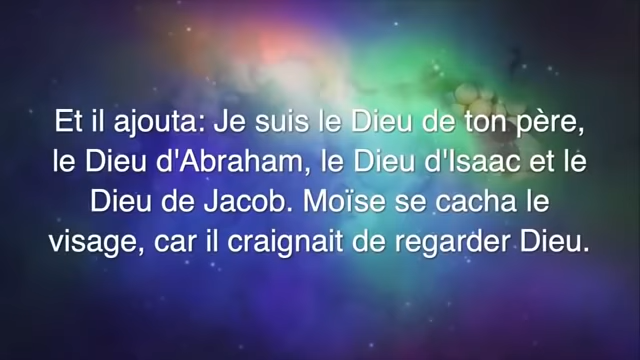 Et il ajouta: Je suis le Dieu de ton père,
le Dieu d'Abraham, le Dieu d'Isaac et le
Dieu de Jacob. Moïse se cacha le
visage, car il craignait de regarder Dieu.